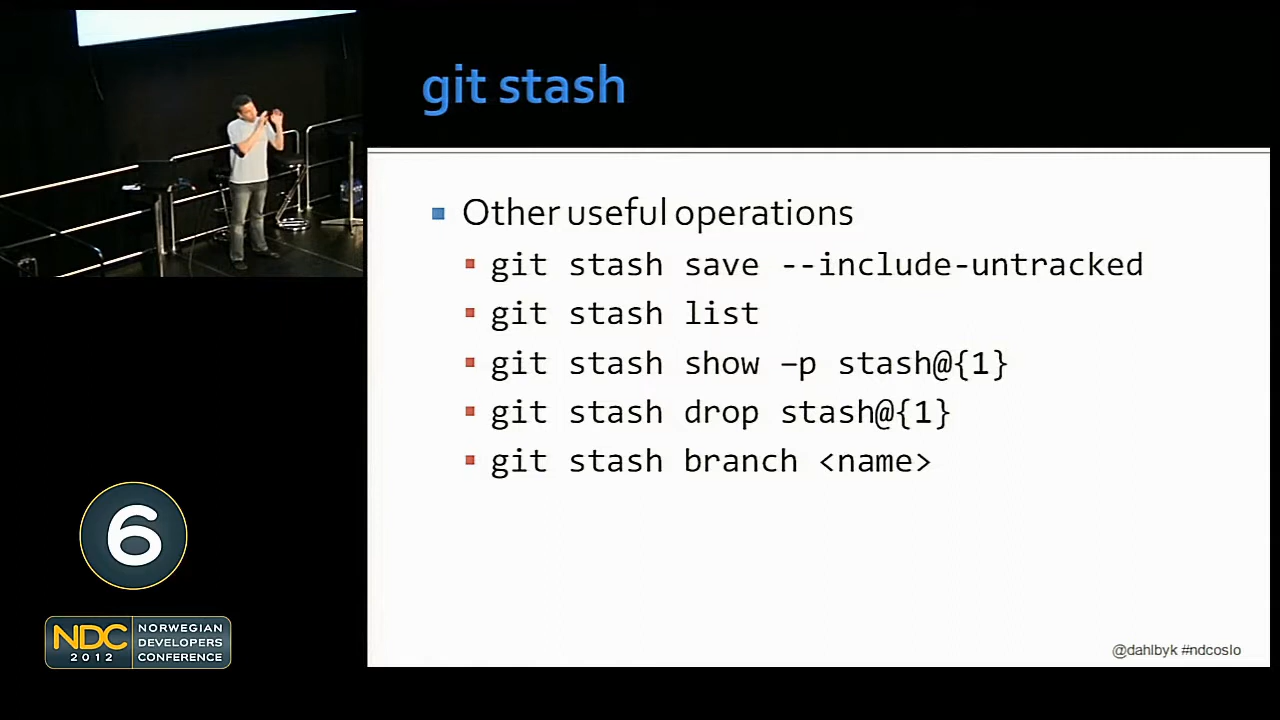 git stash
Other useful operations
git stash save --include-untracked
git stash list
git stash show –p stash@{1}
git stash drop stash@{1}
git stash branch <name>
6
NDC
2012
NORWEGIAN
DEVELOPERS
CONFERENCE
@dahlbyk #ndcoslo